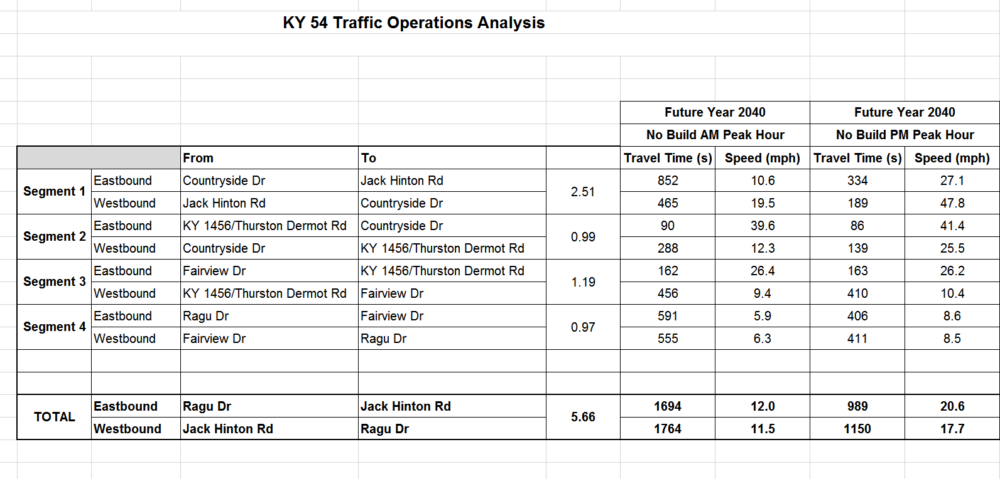 KY 54 Traffic Operations Analysis
Future Year 2040 Future Year 2040
No Build AM Peak Hour No Build PM Peak Hour
From To Travel Time (s) Speed (mph) Travel Time (s) Speed (mph)
Segment 1 Eastbound Countryside Dr Jack Hinton Rd 2.51 852 10.6 334 27.1
Westbound Jack Hinton Rd Countryside Dr 465 19.5 189 47.8
Segment 2 Eastbound KY 1456/Thurston Dermot Rd Countryside Dr 0.99 90 39.6 86 41.4
Westbound Countryside Dr KY 1456/Thurston Dermot Rd 288 12.3 139 25.5
Segment 3 Eastbound Fairview Dr KY 1456/Thurston Dermot Rd 1.19 162 26.4 163 26.2
Westbound KY 1456/Thurston Dermot Rd Fairview Dr 456 9.4 410 10.4
Segment 4 Eastbound Ragu Dr Fairview Dr 0.97 591 5.9 406 8.6
Westbound Fairview Dr Ragu Dr 555 6.3 411 8.5
TOTAL Eastbound Ragu Dr Jack Hinton Rd 5.66 1694 12.0 989 20.6
Westbound Jack Hinton Rd Ragu Dr 1764 11.5 1150 17.7